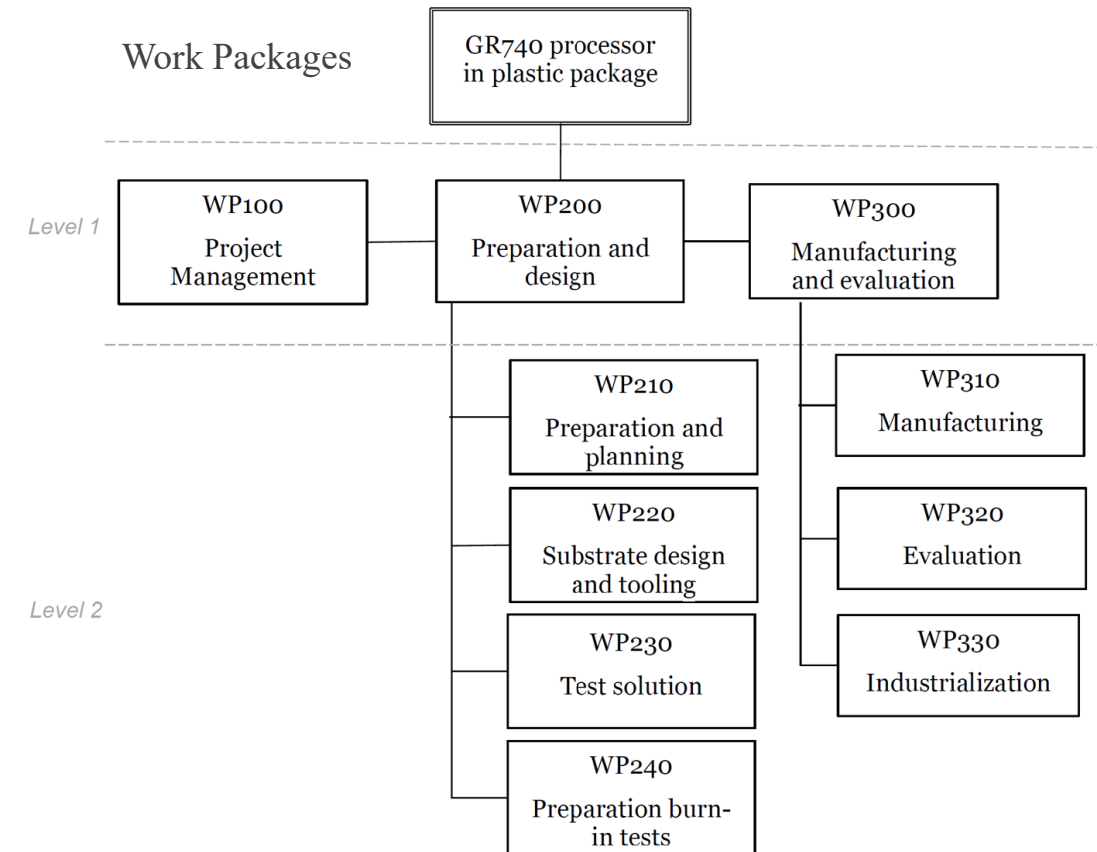 Work Packages
GR740 processor
in plastic package
Level 1
WP100
Project
Management
WP200
Preparation and
design
WP300
Manufacturing
and evaluation
Level 2
WP210
Preparation and
planning
WP220
Substrate design
and tooling
WP230
Test solution
WP240
Preparation burn-
in tests
WP310
Manufacturing
WP320
Evaluation
WP330
Industrialization